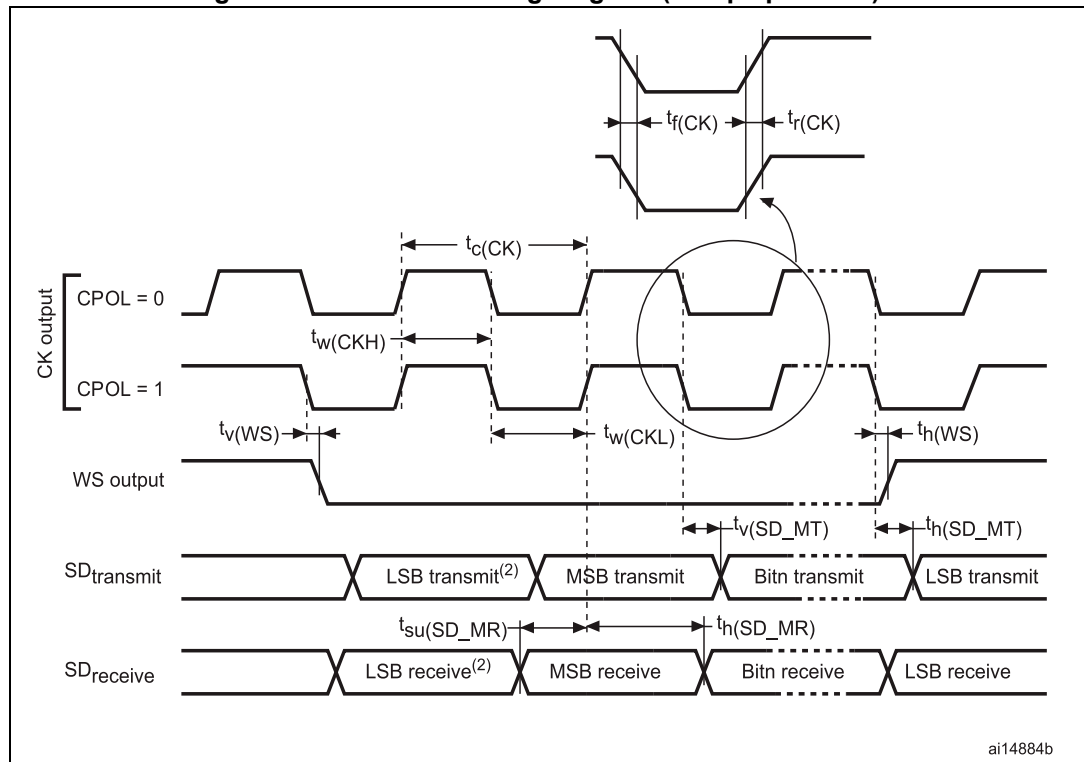 tf(CK)
tr(CK)
tc(CK)
CK output
CPOL = 0
tw(CKH)
CPOL = 1
tv(WS)
tw(CKL)
th(WS)
WS output
tv(SD_MT)
th(SD_MT)
SDtransmit
LSB transmit(2)
MSB transmit
Bitn transmit
LSB transmit
tsu(SD_MR)
th(SD_MR)
SDreceive
LSB receive(2)
MSB receive
Bitn receive
LSB receive
ai14884b